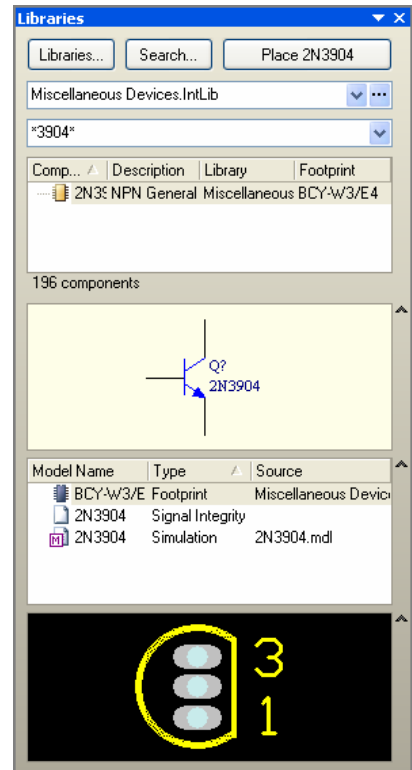 Libraries
Libraries... Search... Place 2N3904
Miscellaneous Devices.IntLib ...
*3904*
Comp... Description Library Footprint
2N3 NPN General Miscellaneous BCY-W3/E4
196 components
Q?
2N3904
Model Name Type Source
BCY-W3/E Footprint Miscellaneous Devic
2N3904 Signal Integrity
M 2N3904 Simulation 2N3904.mdl
3
1